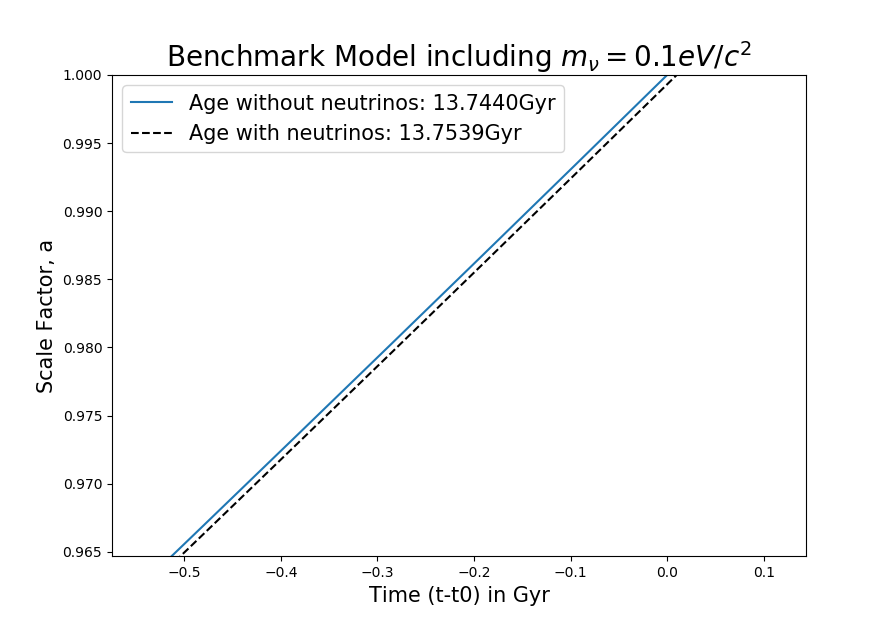 Benchmark Model including $m_\nu = 0.1eV/c^2$
Age without neutrinos: 13.7440Gyr
Age with neutrinos: 13.7539Gyr
Scale Factor, a
1.000
0.995
0.990
0.985
0.980
0.975
0.970
0.965
−0.5 −0.4 −0.3 −0.2 −0.1 0.0 0.1
Time (t-t0) in Gyr